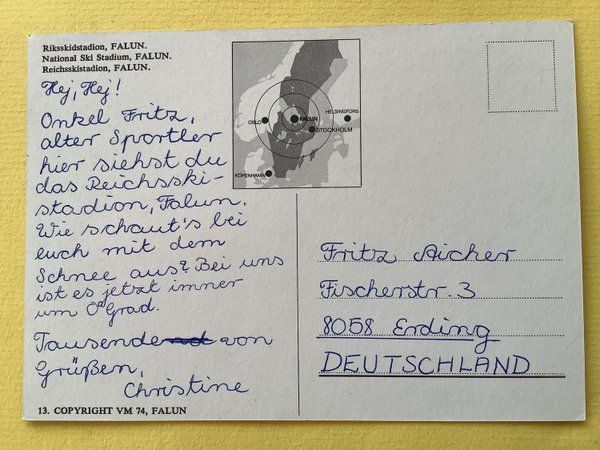 Riksskidstadion, FALUN.
National Ski Stadium, FALUN.
Reichsskistadion, FALUN.
Hej, Hej!
Onkel Fritz,
alter Sportler
hier siehst du
das Reichsski-
stadion, Falun.
Wie schaut's bei
euch mit dem
Schnee aus? Bei uns
ist es jetzt immer
um 0°Grad.
Tausende von
Grüßen,
Christine
13. COPYRIGHT VM 74, FALUN
OSLO
FALUN
HELSINGFORS
STOCKHOLM
KÖPENHAMN
Fritz Aicher
Fischerstr. 3
8058 Erding
DEUTSCHLAND